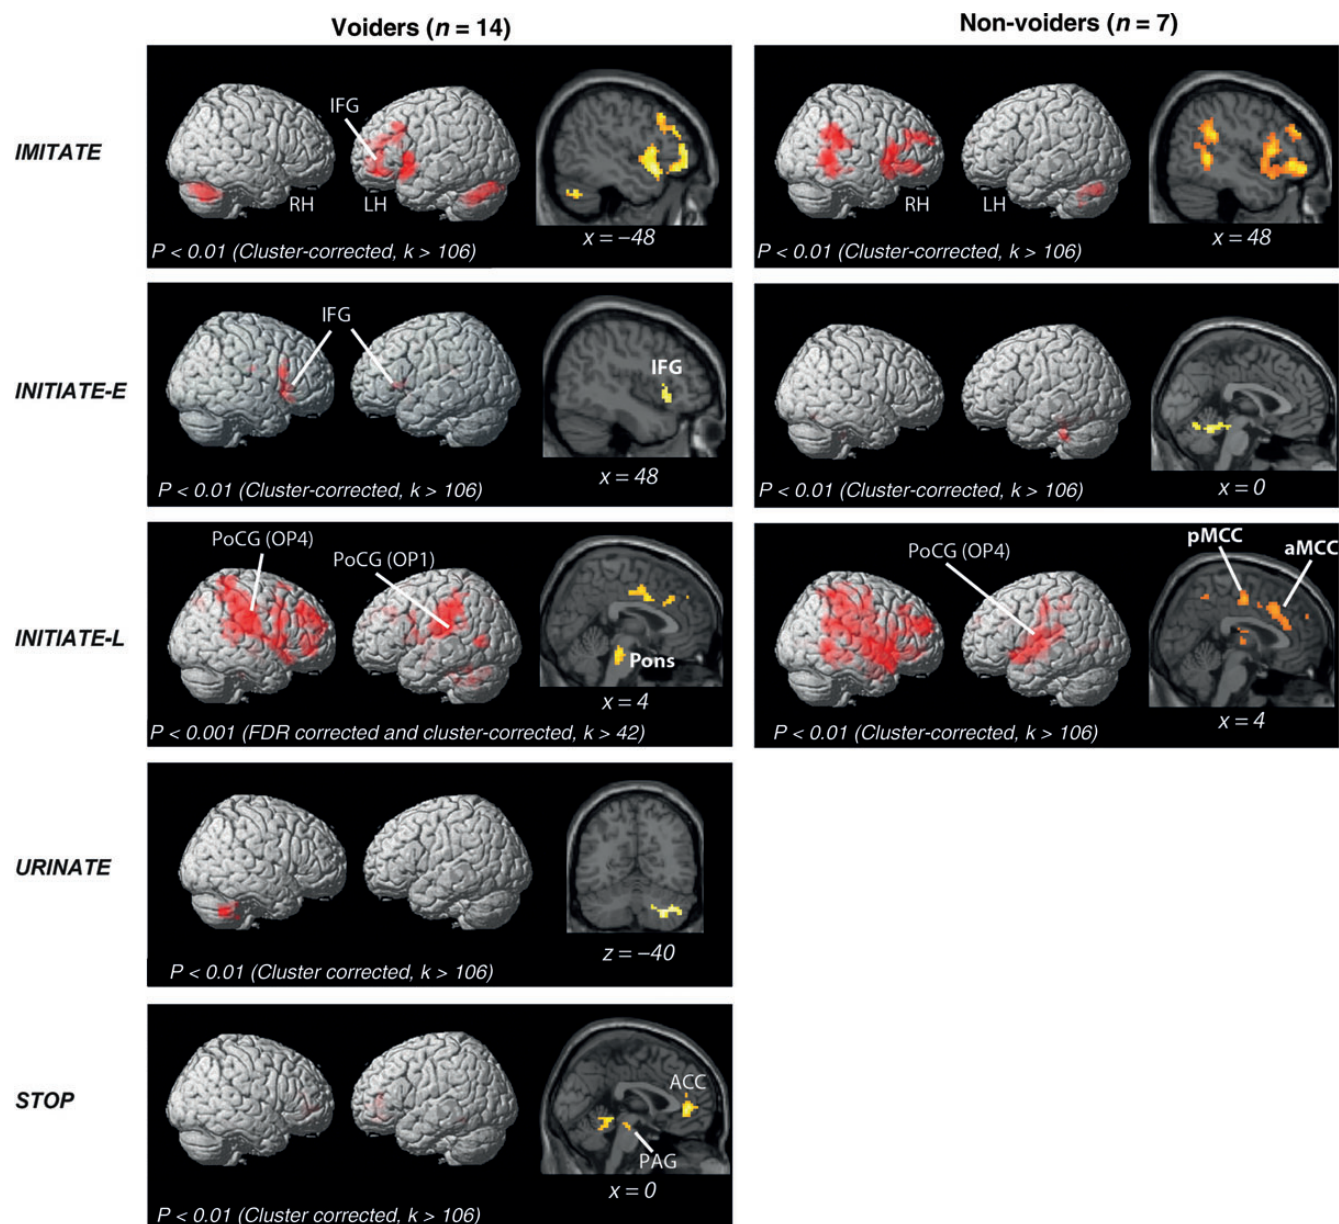 Voiders (n = 14)
Non-voiders (n = 7)
IMITATE
IFG
RH
LH
x = –48
P < 0.01 (Cluster-corrected, k > 106)
RH
LH
x = 48
P < 0.01 (Cluster-corrected, k > 106)
INITIATE-E
IFG
IFG
x = 48
P < 0.01 (Cluster-corrected, k > 106)
x = 0
P < 0.01 (Cluster-corrected, k > 106)
INITIATE-L
PoCG (OP4)
PoCG (OP1)
Pons
x = 4
P < 0.001 (FDR corrected and cluster-corrected, k > 42)
PoCG (OP4)
pMCC
aMCC
x = 4
P < 0.01 (Cluster-corrected, k > 106)
URINATE
z = –40
P < 0.01 (Cluster corrected, k > 106)
STOP
ACC
PAG
x = 0
P < 0.01 (Cluster corrected, k > 106)